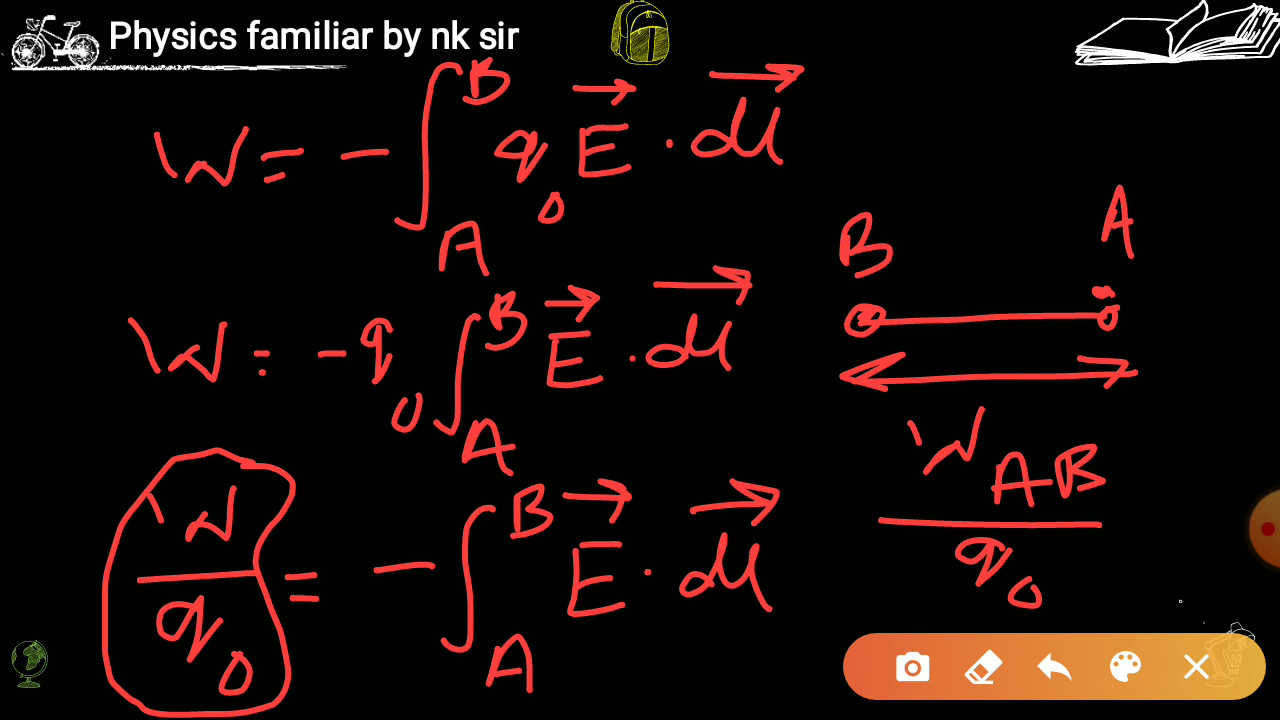 Physics familiar by nk sir
W = - ∫_A^B q₀ E⃗ · dl⃗
B A
W = - q₀ ∫_A^B E⃗ · dl⃗
W_AB / q₀
W / q₀ = - ∫_A^B E⃗ · dl⃗